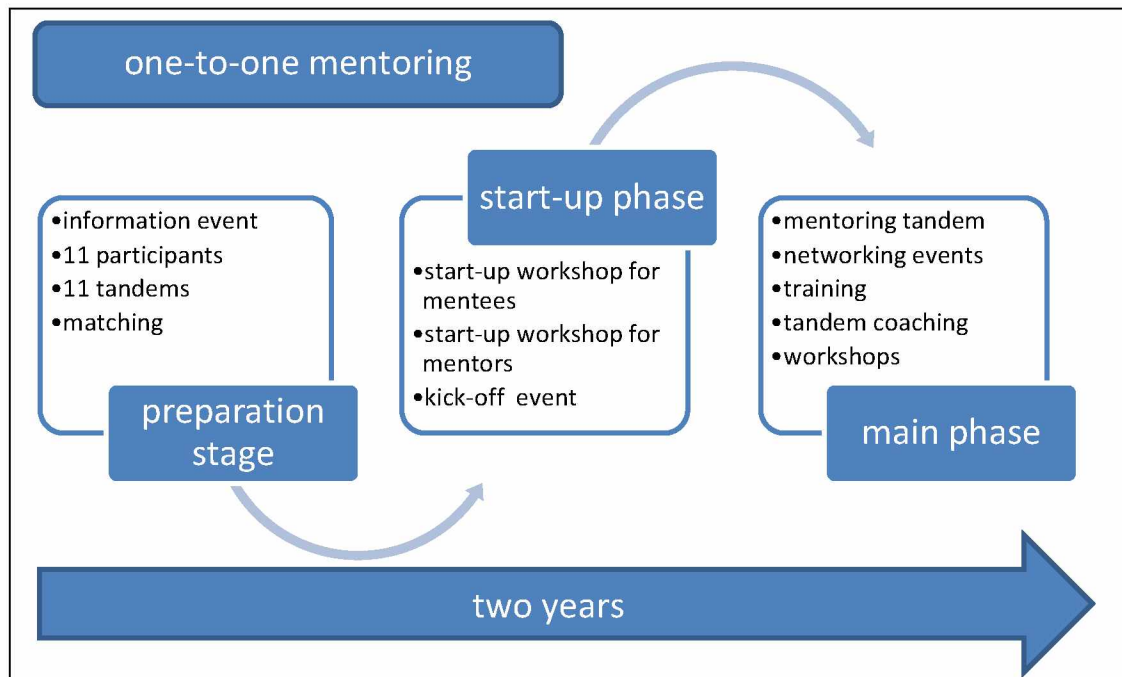 one-to-one mentoring
•information event
•11 participants
•11 tandems
•matching
preparation
stage
start-up phase
•start-up workshop for
mentees
•start-up workshop for
mentors
•kick-off event
•mentoring tandem
•networking events
•training
•tandem coaching
•workshops
main phase
two years